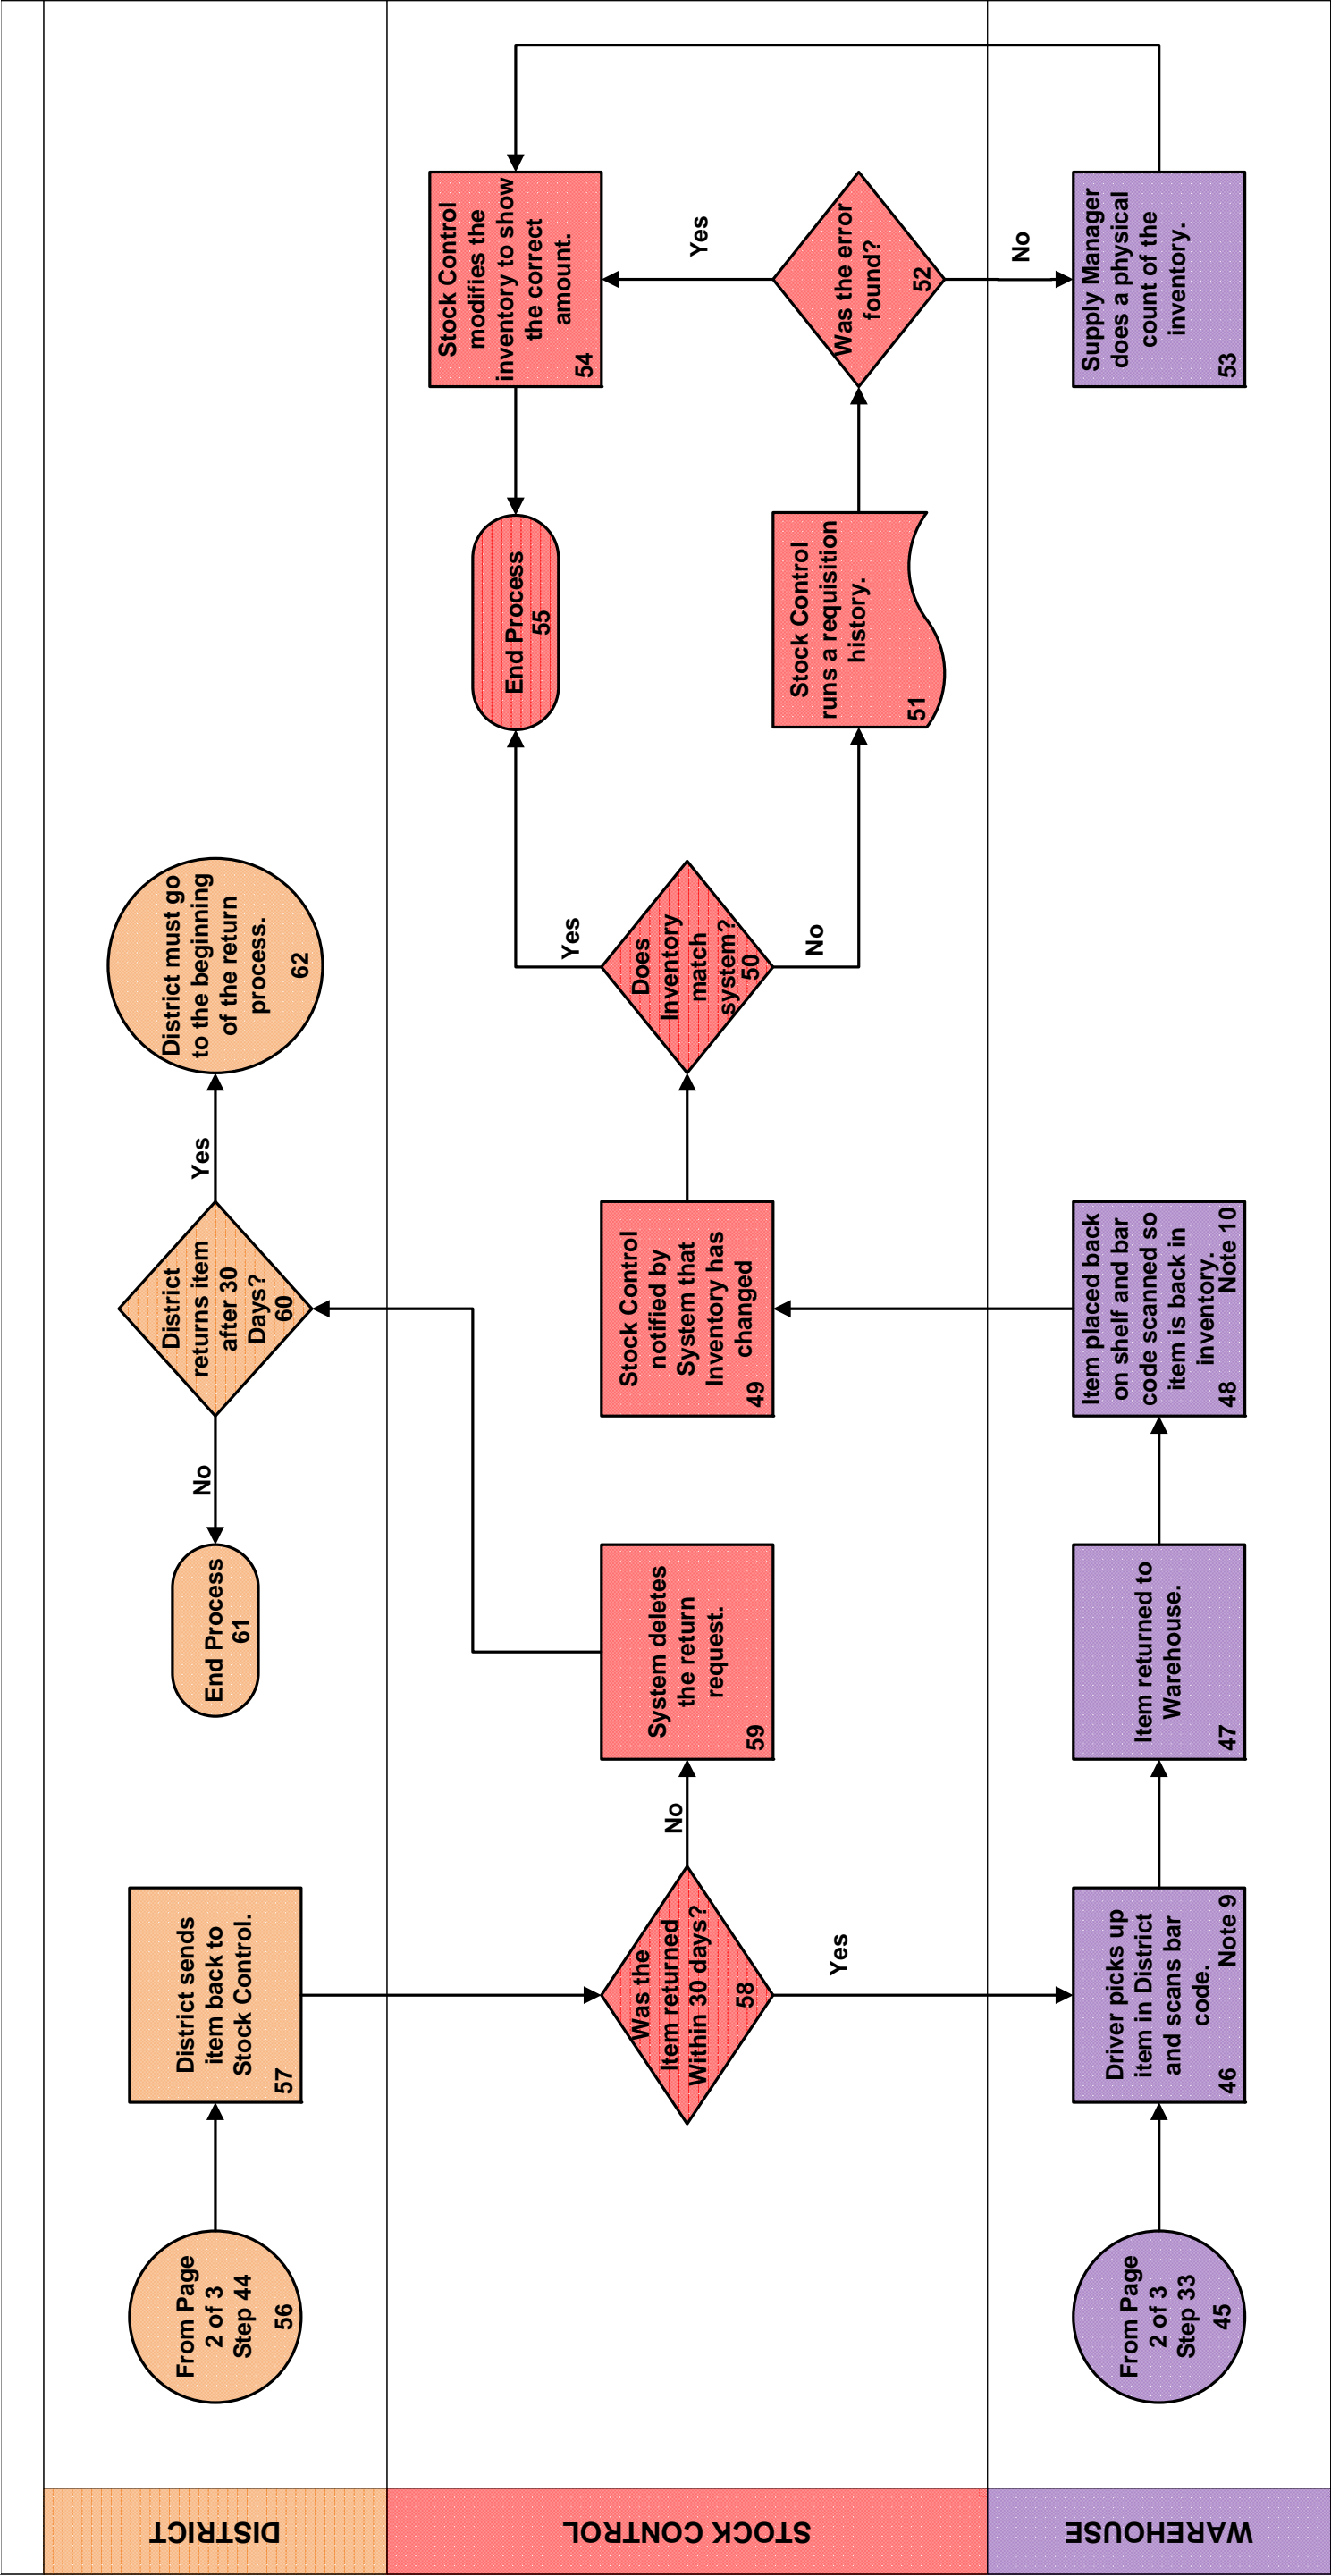 DISTRICT
From Page
2 of 3
Step 44
56
District sends
item back to
Stock Control.
57
End Process
61
No
District
returns item
after 30
Days?
60
Yes
District must go
to the beginning
of the return
process.
62
STOCK CONTROL
Was the
Item returned
Within 30 days?
58
No
Yes
System deletes
the return
request.
59
Stock Control
notified by
System that
Inventory has
changed
49
Does
Inventory
match
system?
50
Yes
No
End Process
55
Stock Control
runs a requisition
history.
51
Stock Control
modifies the
inventory to show
the correct
amount.
54
Yes
Was the error
found?
52
No
WAREHOUSE
From Page
2 of 3
Step 33
45
Driver picks up
item in District
and scans bar
code.
46 Note 9
Item returned to
Warehouse.
47
Item placed back
on shelf and bar
code scanned so
item is back in
inventory.
48 Note 10
Supply Manager
does a physical
count of the
inventory.
53